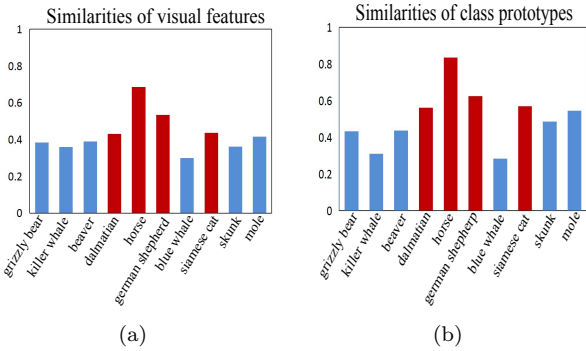 Similarities of visual features
1
0.8
0.6
0.4
0.2
0
grizzly bear
killer whale
beaver
dalmatian
horse
german shepherd
blue whale
siamese cat
skunk
mole
(a)
Similarities of class prototypes
1
0.8
0.6
0.4
0.2
0
grizzly bear
killer whale
beaver
dalmatian
horse
german shepherp
blue whale
siamese cat
skunk
mole
(b)